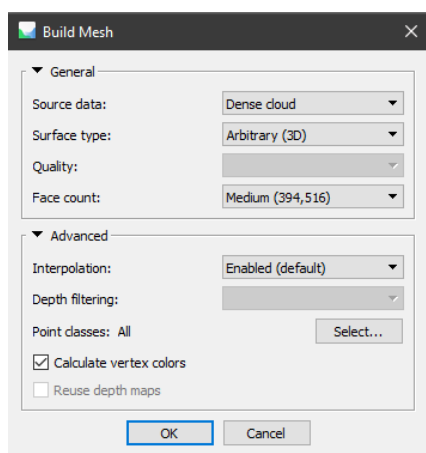 Build Mesh
General
Source data: Dense cloud
Surface type: Arbitrary (3D)
Quality:
Face count: Medium (394,516)
Advanced
Interpolation: Enabled (default)
Depth filtering:
Point classes: All Select...
Calculate vertex colors
Reuse depth maps
OK Cancel